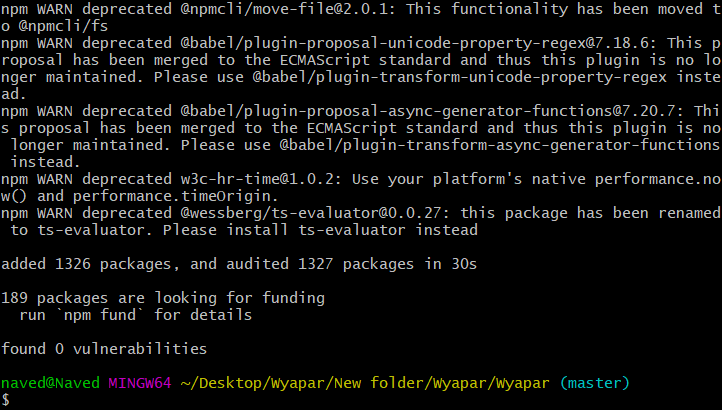 npm WARN deprecated @npmcli/move-file@2.0.1: This functionality has been moved t
o @npmcli/fs
npm WARN deprecated @babel/plugin-proposal-unicode-property-regex@7.18.6: This p
roposal has been merged to the ECMAScript standard and thus this plugin is no lo
nger maintained. Please use @babel/plugin-transform-unicode-property-regex inste
ad.
npm WARN deprecated @babel/plugin-proposal-async-generator-functions@7.20.7: Thi
s proposal has been merged to the ECMAScript standard and thus this plugin is no
 longer maintained. Please use @babel/plugin-transform-async-generator-functions
 instead.
npm WARN deprecated w3c-hr-time@1.0.2: Use your platform's native performance.no
w() and performance.timeOrigin.
npm WARN deprecated @wessberg/ts-evaluator@0.0.27: this package has been renamed
 to ts-evaluator. Please install ts-evaluator instead
added 1326 packages, and audited 1327 packages in 30s
189 packages are looking for funding
  run `npm fund` for details
found 0 vulnerabilities
naved@Naved MINGW64 ~/Desktop/Wyapar/New folder/Wyapar/Wyapar (master)
$